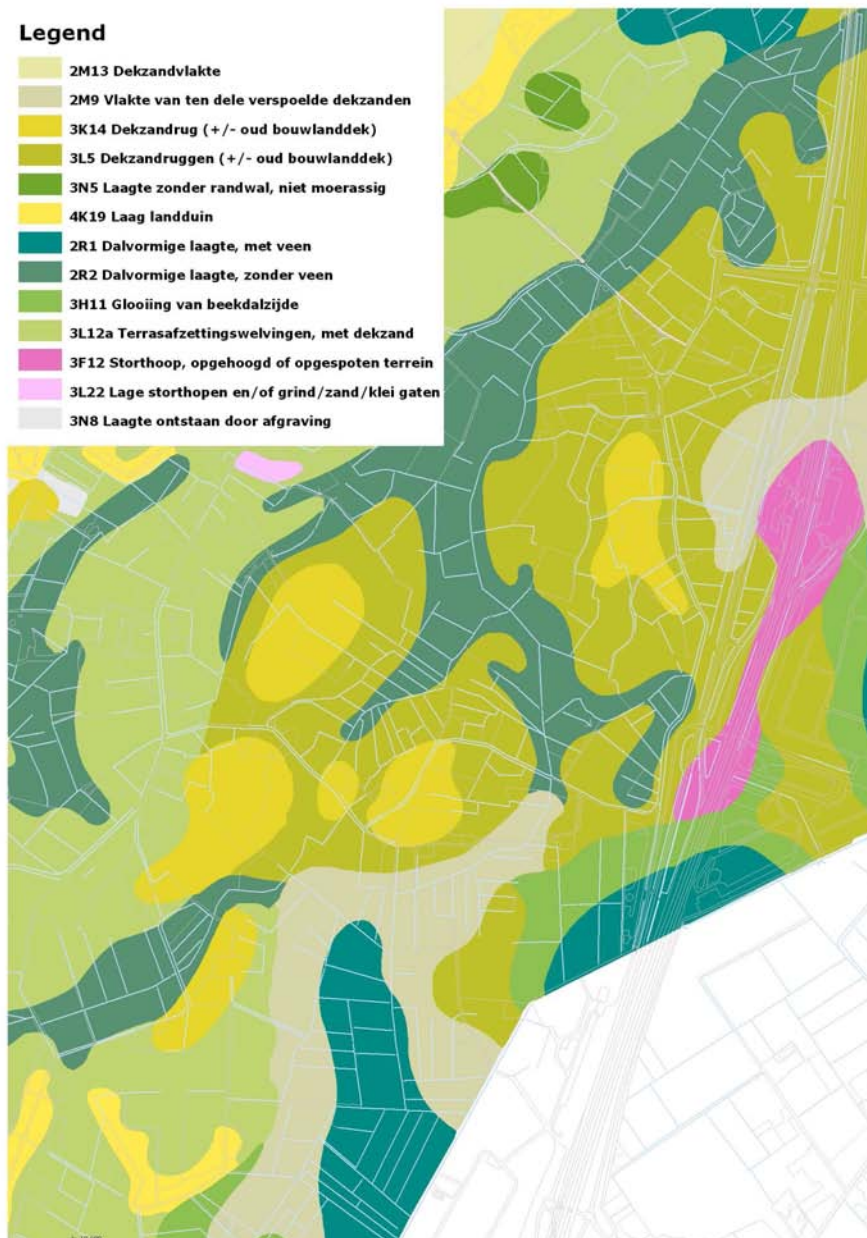 Legend
2M13 Dekzandvlakte
2M9 Vlakte van ten dele verspoelde dekzanden
3K14 Dekzandrug (+/- oud bouwlanddek)
3L5 Dekzandruggen (+/- oud bouwlanddek)
3N5 Laagte zonder randwal, niet moerassig
4K19 Laag landduin
2R1 Dalvormige laagte, met veen
2R2 Dalvormige laagte, zonder veen
3H11 Glooiing van beekdalzijde
3L12a Terrasafzettingswelvingen, met dekzand
3F12 Storthoop, opgehoogd of opgespoten terrein
3L22 Lage storthopen en/of grind/zand/klei gaten
3N8 Laagte ontstaan door afgraving